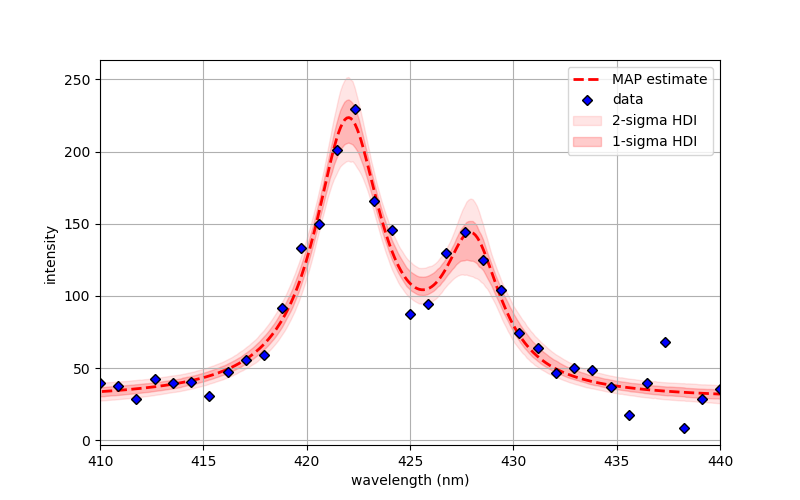 250
200
150
100
50
0
intensity
MAP estimate
data
2-sigma HDI
1-sigma HDI
410 415 420 425 430 435 440
wavelength (nm)